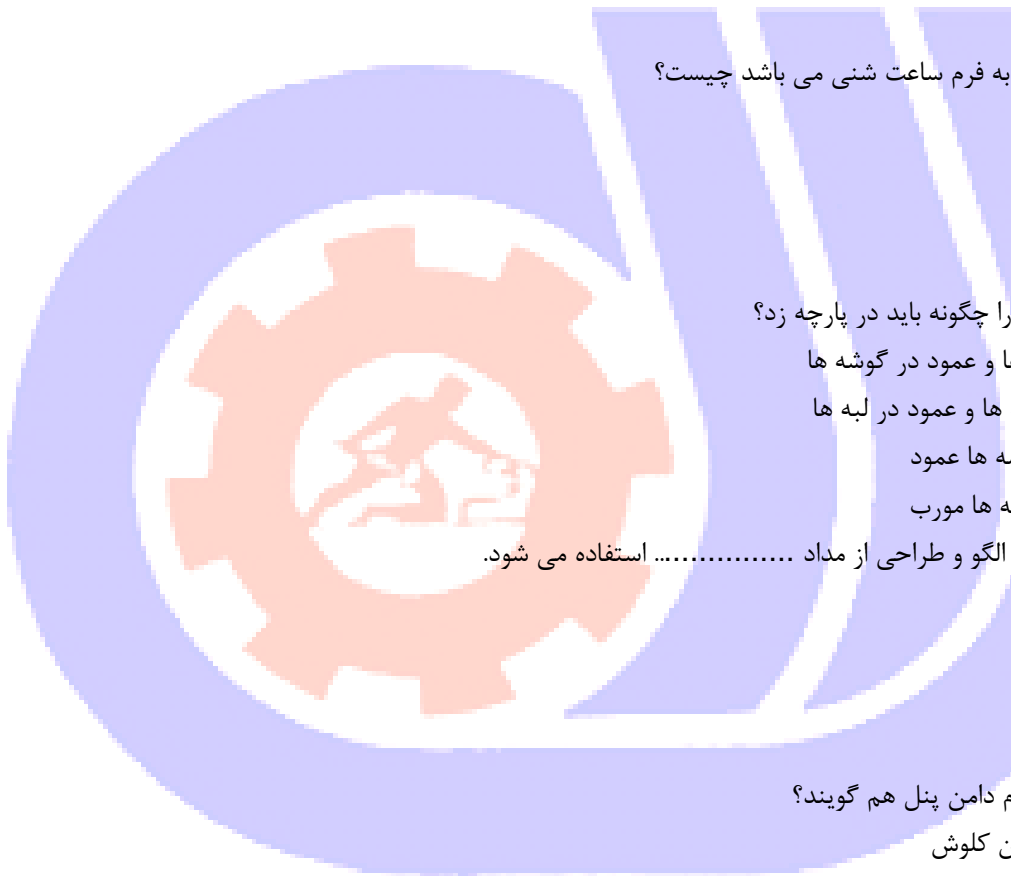 به فرم ساعت شنی می باشد چیست؟
را چگونه باید در پارچه زد؟
و عمود در گوشه ها
ها و عمود در لبه ها
ها عمود
ها مورب
الگو و طراحی از مداد ................ استفاده می شود.
دامن پنل هم گویند؟
کلوش